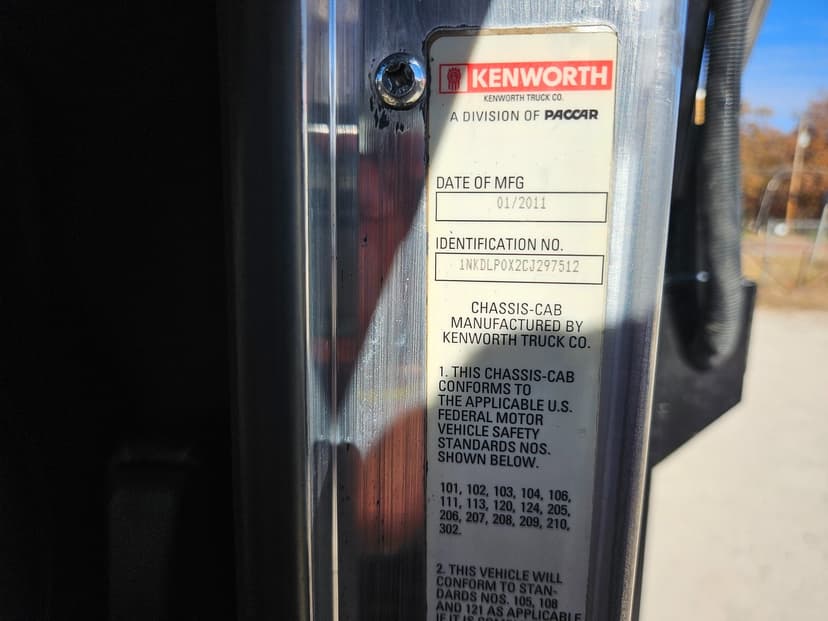 KENWORTH
KENWORTH TRUCK CO.
A DIVISION OF PACCAR
DATE OF MFG
01/2011
IDENTIFICATION NO.
1NKDLP0X2CJ297512
CHASSIS-CAB
MANUFACTURED BY
KENWORTH TRUCK CO.
1. THIS CHASSIS-CAB
CONFORMS TO
THE APPLICABLE U.S.
FEDERAL MOTOR
VEHICLE SAFETY
STANDARDS NOS.
SHOWN BELOW.
101, 102, 103, 104, 106,
111, 113, 120, 124, 205,
206, 207, 208, 209, 210,
302.
2. THIS VEHICLE WILL
CONFORM TO STAN-
DARDS NOS. 105, 108
AND 121 AS APPLICABLE
IF IT IS